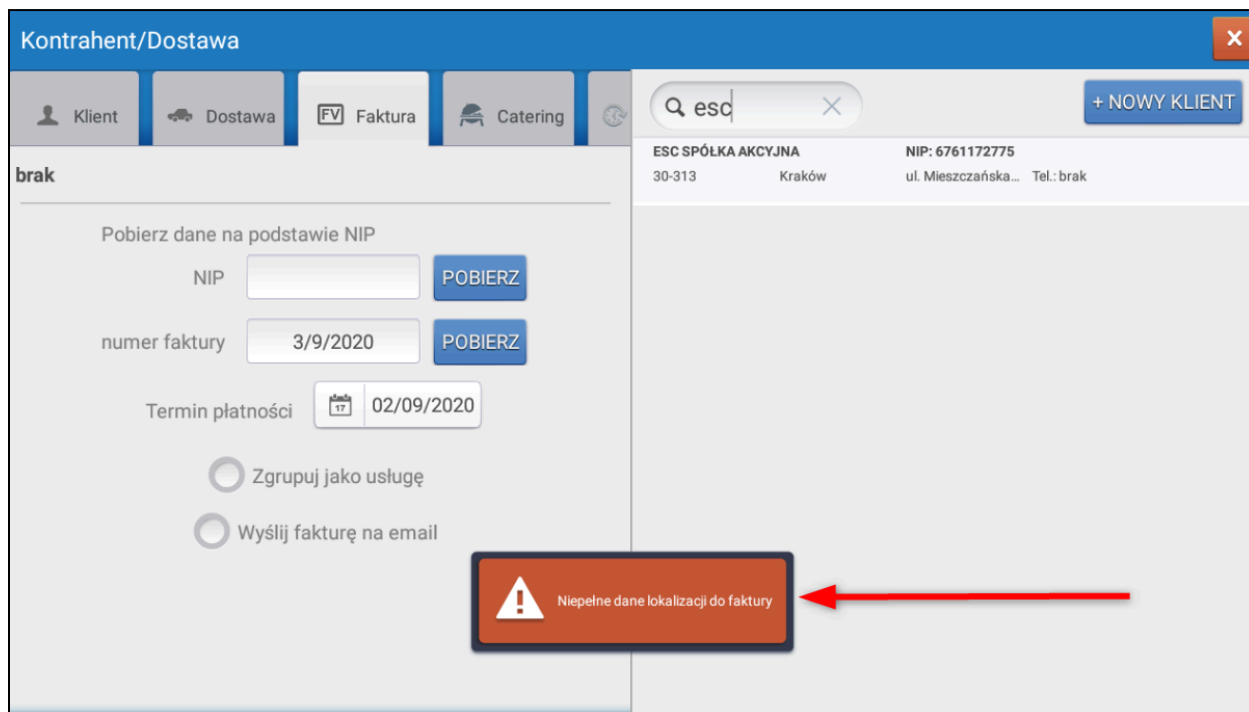 Kontrahent/Dostawa
Klient
Dostawa
FV Faktura
Catering
brak
Pobierz dane na podstawie NIP
NIP
POBIERZ
numer faktury
3/9/2020
POBIERZ
Termin płatności
17
02/09/2020
Zgrupuj jako usługę
Wyślij fakturę na email
esc
+ NOWY KLIENT
ESC SPÓŁKA AKCYJNA NIP: 6761172775
30-313 Kraków ul. Mieszczańska... Tel.: brak
Niepełne dane lokalizacji do faktury